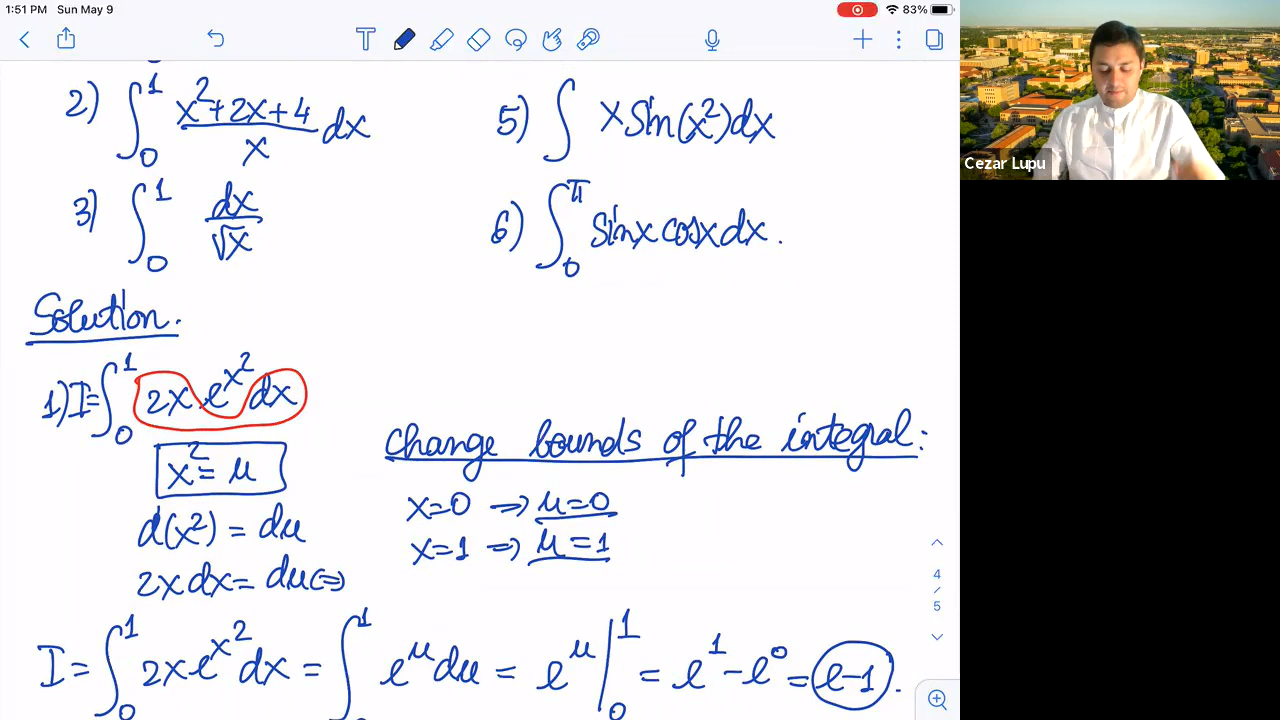 1:51 PM Sun May 9
83%
2) ∫₀¹ (x²+2x+4)/x dx
3) ∫₀¹ dx/√x
5) ∫ x sin(x²)dx
6) ∫₀^π sinx cosx dx.
Cezar Lupu
Solution.
1) I=∫₀¹ 2x e^(x²) dx
x²=u
d(x²)=du
2xdx=du⇔
change bounds of the integral:
x=0 ⇒ u=0
x=1 ⇒ u=1
4
/
5
I=∫₀¹ 2xe^(x²)dx = ∫₀¹ e^u du = e^u |₀¹ = e¹-e⁰ = e-1.